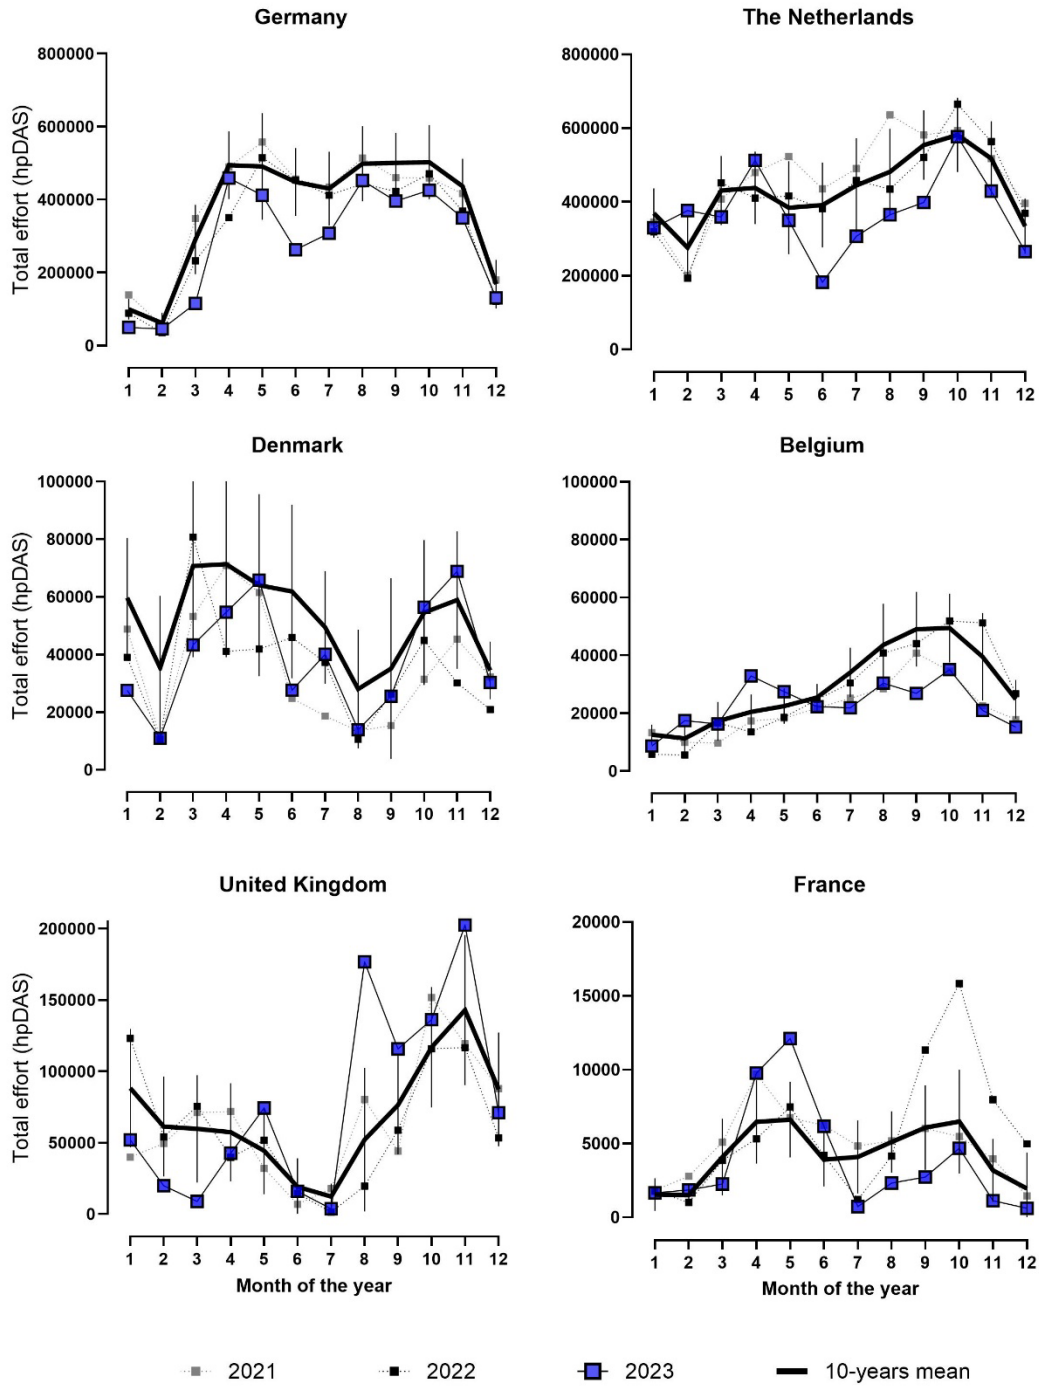 Germany
The Netherlands
Total effort (hpDAS)
800000
600000
400000
200000
0
1 2 3 4 5 6 7 8 9 10 11 12
800000
600000
400000
200000
0
1 2 3 4 5 6 7 8 9 10 11 12
Denmark
Belgium
Total effort (hpDAS)
100000
80000
60000
40000
20000
0
1 2 3 4 5 6 7 8 9 10 11 12
100000
80000
60000
40000
20000
0
1 2 3 4 5 6 7 8 9 10 11 12
United Kingdom
France
Total effort (hpDAS)
200000
150000
100000
50000
0
1 2 3 4 5 6 7 8 9 10 11 12
Month of the year
20000
15000
10000
5000
0
1 2 3 4 5 6 7 8 9 10 11 12
Month of the year
2021 2022 2023 10-years mean